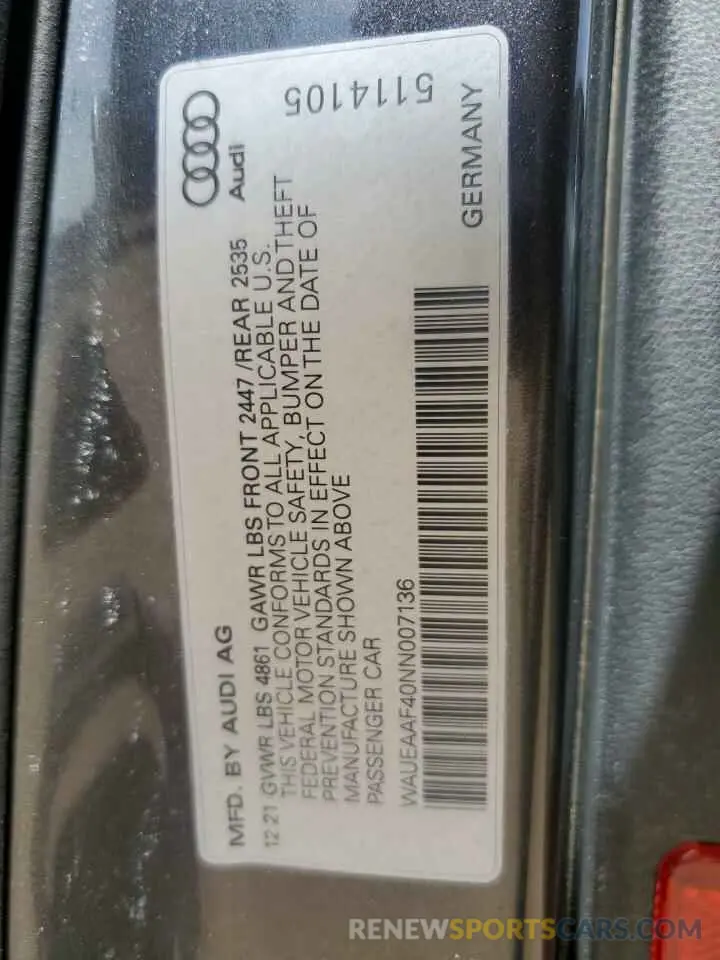 MFD. BY AUDI AG
Audi
12 21 GVWR LBS 4861 GAWR LBS FRONT 2447 /REAR 2535
THIS VEHICLE CONFORMS TO ALL APPLICABLE U.S.
FEDERAL MOTOR VEHICLE SAFETY, BUMPER AND THEFT
PREVENTION STANDARDS IN EFFECT ON THE DATE OF
MANUFACTURE SHOWN ABOVE
PASSENGER CAR
5114105
WAUEAAF40NN007136
GERMANY
RENEWSPORTSCARS.COM